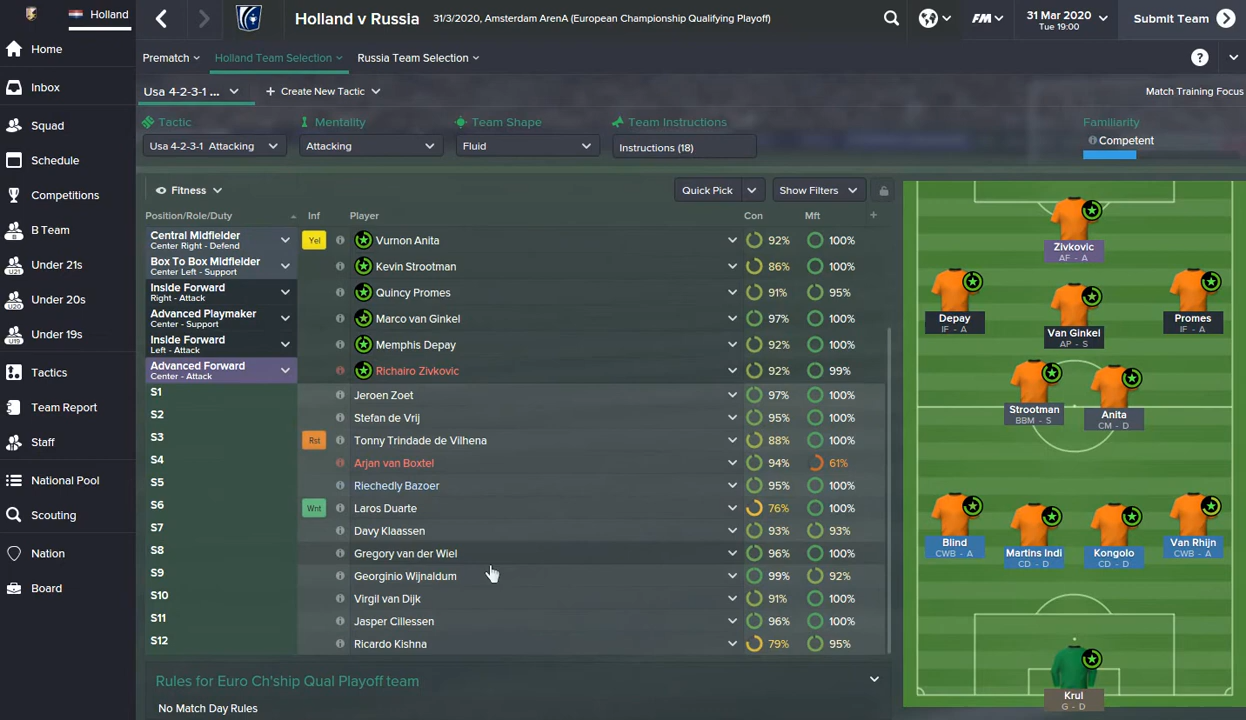 Holland
Holland v Russia
31/3/2020, Amsterdam ArenA (European Championship Qualifying Playoff)
FM
31 Mar 2020
Tue 19:00
Submit Team
Home
Inbox
Squad
Schedule
Competitions
B Team
Under 21s
Under 20s
Under 19s
Tactics
Team Report
Staff
National Pool
Scouting
Nation
Board
B
U21
U20
U19
Prematch
Holland Team Selection
Russia Team Selection
?
Usa 4-2-3-1 ...
+ Create New Tactic
Match Training Focus
Tactic
Mentality
Team Shape
Team Instructions
Familiarity
Usa 4-2-3-1 Attacking
Attacking
Fluid
Instructions (18)
Competent
Fitness
Quick Pick
Show Filters
Position/Role/Duty Inf Player Con Mft +
Central Midfielder
Center Right - Defend
Yel Vurnon Anita 92% 100%
Box To Box Midfielder
Center Left - Support
Kevin Strootman 86% 100%
Inside Forward
Right - Attack
Quincy Promes 91% 95%
Advanced Playmaker
Center - Support
Marco van Ginkel 97% 100%
Inside Forward
Left - Attack
Memphis Depay 92% 100%
Advanced Forward
Center - Attack
Richairo Zivkovic 92% 99%
S1 Jeroen Zoet 97% 100%
S2 Stefan de Vrij 95% 100%
S3 Rst Tonny Trindade de Vilhena 88% 100%
S4 Arjan van Boxtel 94% 61%
S5 Riechedly Bazoer 95% 100%
S6 Wnt Laros Duarte 76% 100%
S7 Davy Klaassen 93% 93%
S8 Gregory van der Wiel 96% 100%
S9 Georginio Wijnaldum 99% 92%
S10 Virgil van Dijk 91% 100%
S11 Jasper Cillessen 96% 100%
S12 Ricardo Kishna 79% 95%
Rules for Euro Ch'ship Qual Playoff team
No Match Day Rules
Zivkovic
AF - A
Depay
IF - A
Van Ginkel
AP - S
Promes
IF - A
Strootman
BBM - S
Anita
CM - D
Blind
CWB - A
Martins Indi
CD - D
Kongolo
CD - D
Van Rhijn
CWB - A
Krul
G - D